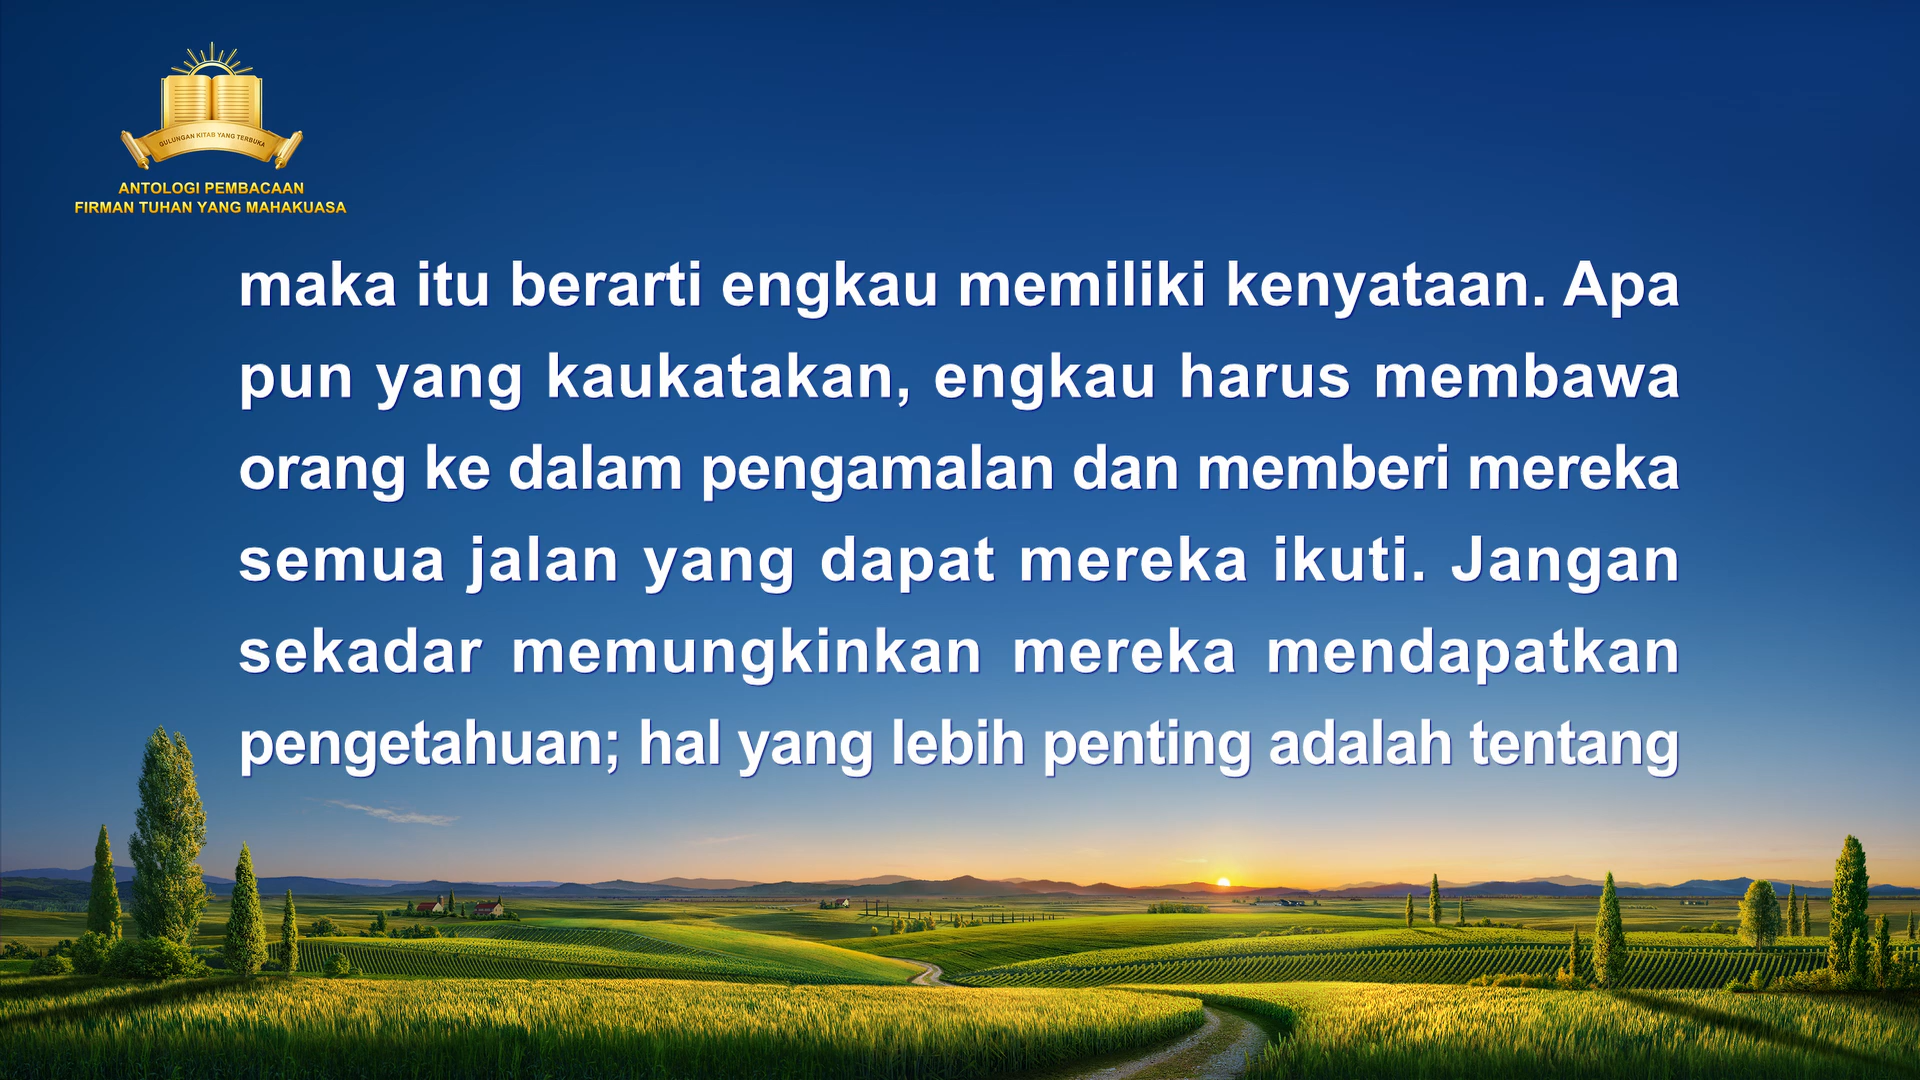 GULUNGAN KITAB YANG TERBUKA
ANTOLOGI PEMBACAAN
FIRMAN TUHAN YANG MAHAKUASA
maka itu berarti engkau memiliki kenyataan. Apa
pun yang kaukatakan, engkau harus membawa
orang ke dalam pengamalan dan memberi mereka
semua jalan yang dapat mereka ikuti. Jangan
sekadar memungkinkan mereka mendapatkan
pengetahuan; hal yang lebih penting adalah tentang